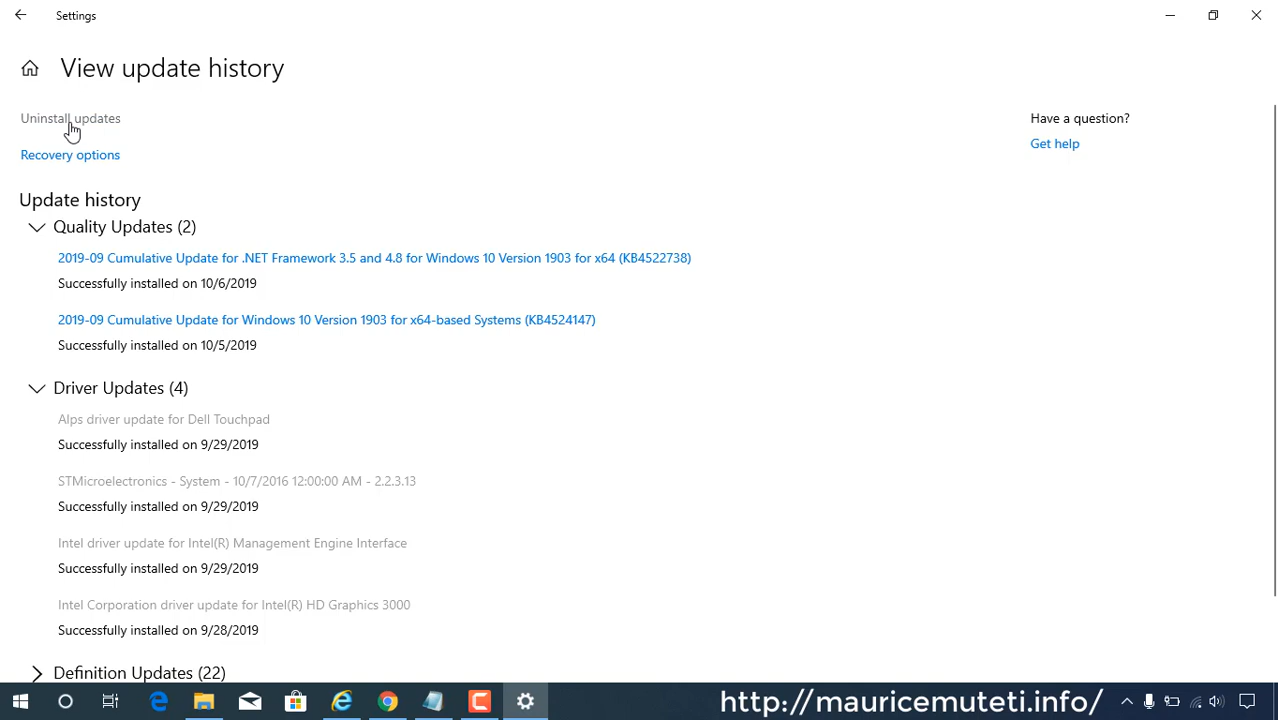 Settings
View update history
Uninstall updates
Have a question?
Recovery options
Get help
Update history
Quality Updates (2)
2019-09 Cumulative Update for .NET Framework 3.5 and 4.8 for Windows 10 Version 1903 for x64 (KB4522738)
Successfully installed on 10/6/2019
2019-09 Cumulative Update for Windows 10 Version 1903 for x64-based Systems (KB4524147)
Successfully installed on 10/5/2019
Driver Updates (4)
Alps driver update for Dell Touchpad
Successfully installed on 9/29/2019
STMicroelectronics - System - 10/7/2016 12:00:00 AM - 2.2.3.13
Successfully installed on 9/29/2019
Intel driver update for Intel(R) Management Engine Interface
Successfully installed on 9/29/2019
Intel Corporation driver update for Intel(R) HD Graphics 3000
Successfully installed on 9/28/2019
Definition Updates (22)
http://mauricemuteti.info/